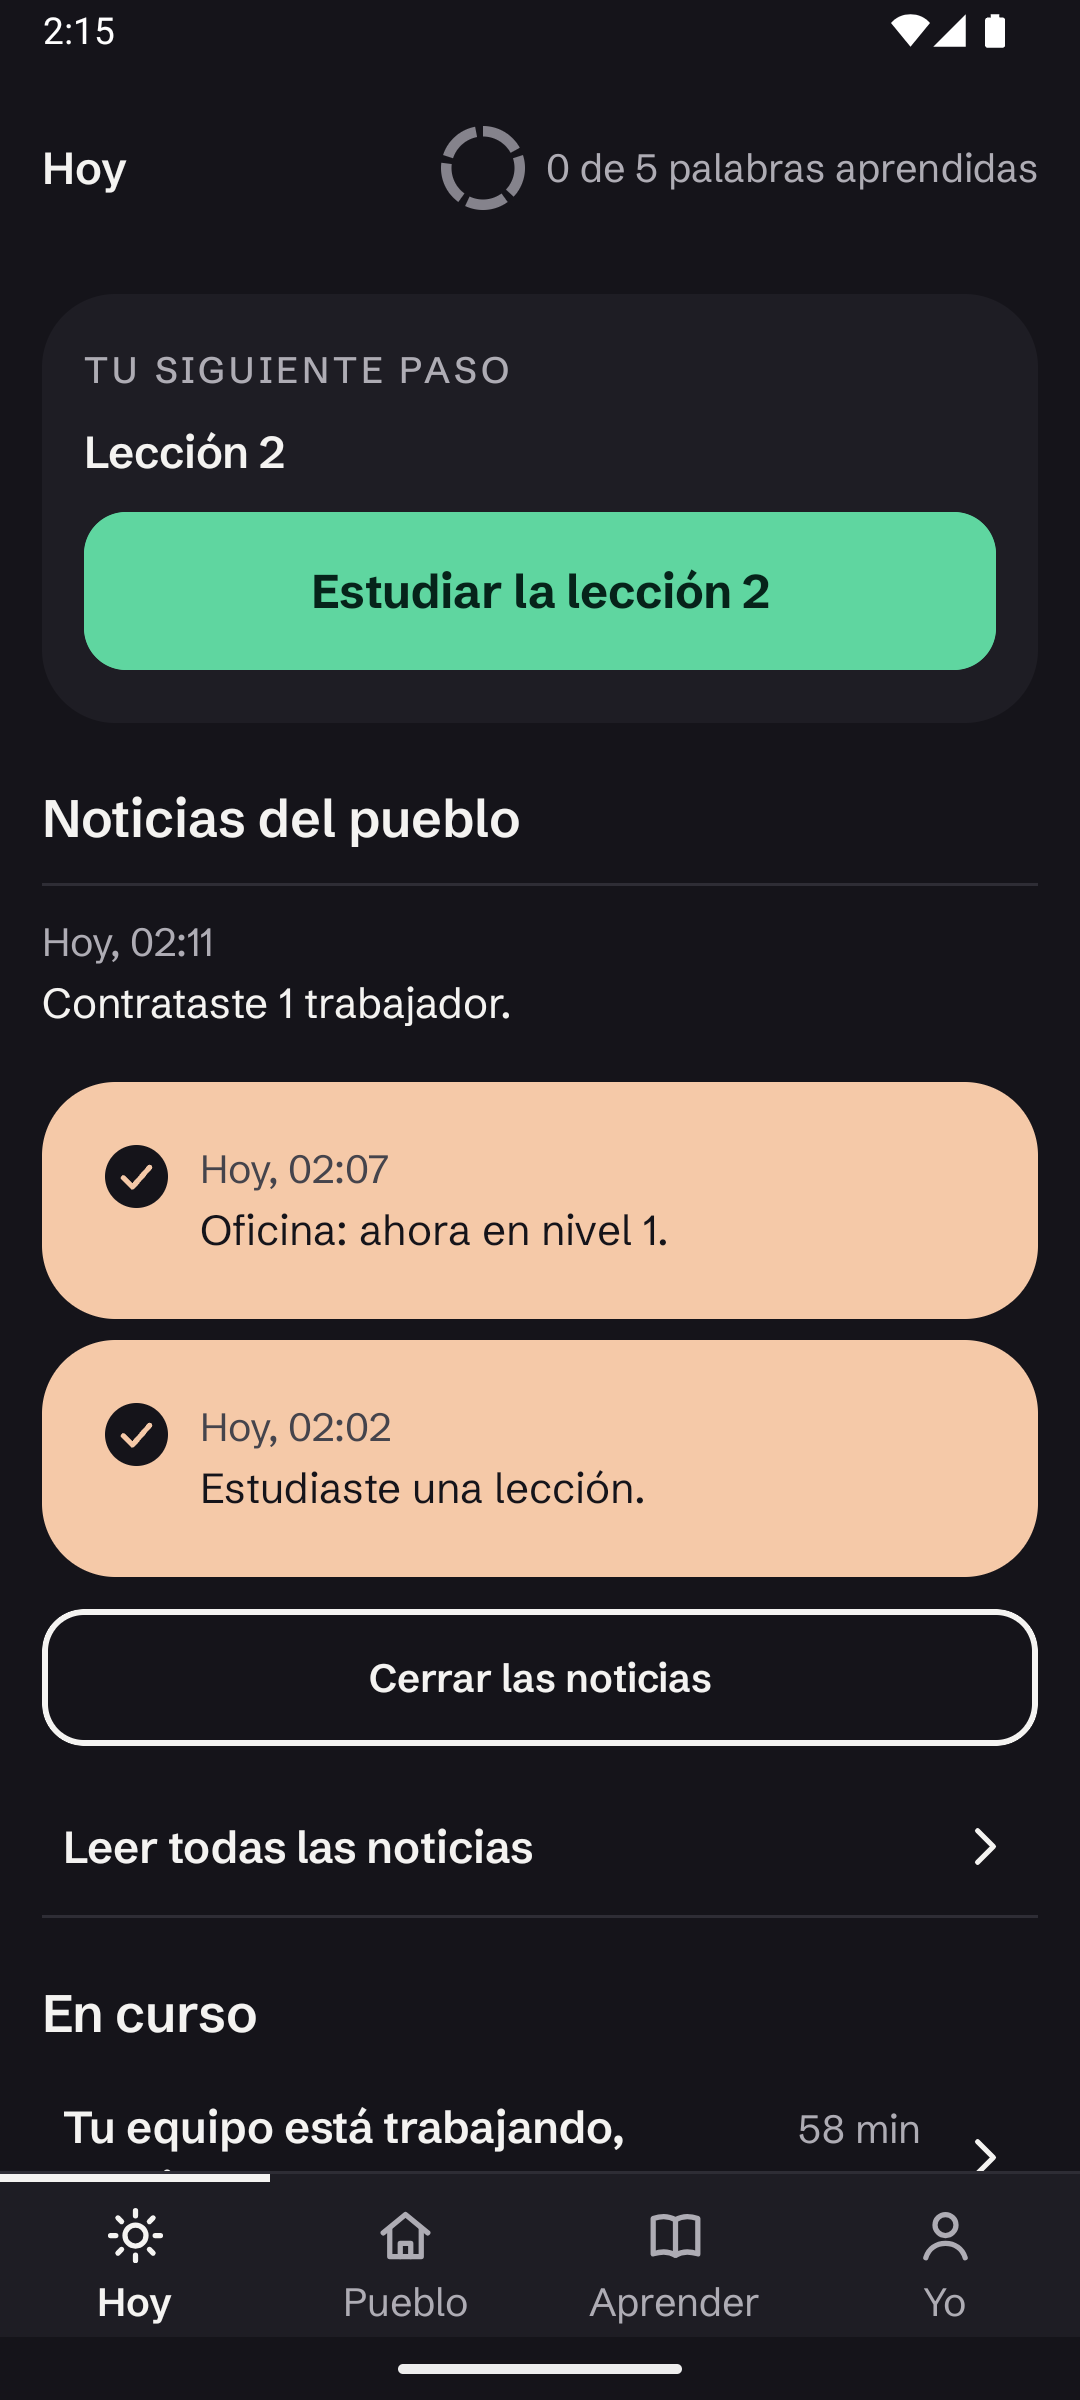 2:15
Hoy
0 de 5 palabras aprendidas
TU SIGUIENTE PASO
Lección 2
Estudiar la lección 2
Noticias del pueblo
Hoy, 02:11
Contrataste 1 trabajador.
Hoy, 02:07
Oficina: ahora en nivel 1.
Hoy, 02:02
Estudiaste una lección.
Cerrar las noticias
Leer todas las noticias
En curso
Tu equipo está trabajando,
58 min
Hoy
Pueblo
Aprender
Yo